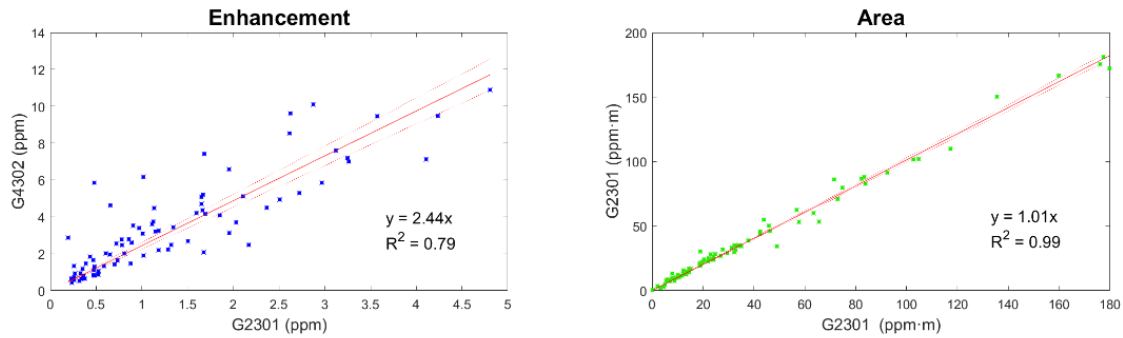 Enhancement
14
12
10
8
6
4
2
0
G4302 (ppm)
y = 2.44x
R² = 0.79
0 0.5 1 1.5 2 2.5 3 3.5 4 4.5 5
G2301 (ppm)
Area
200
150
100
50
0
G2301 (ppm·m)
y = 1.01x
R² = 0.99
0 20 40 60 80 100 120 140 160 180
G2301 (ppm·m)